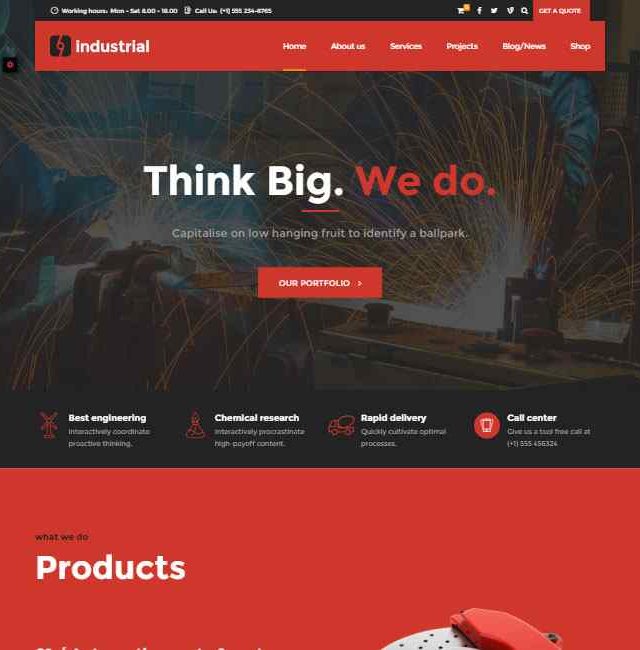 Working hours: Mon - Sat 8.00 - 18.00 Call Us: (+1) 555 234-8765
GET A QUOTE
industrial
Home About us Services Projects Blog/News Shop
Think Big. We do.
Capitalise on low hanging fruit to identify a ballpark.
OUR PORTFOLIO
Best engineering
Interactively coordinate
proactive thinking.
Chemical research
Interactively procrastinate
high-payoff content.
Rapid delivery
Quickly cultivate optimal
processes.
Call center
Give us a tool free call at
(+1) 555 456324
what we do
Products